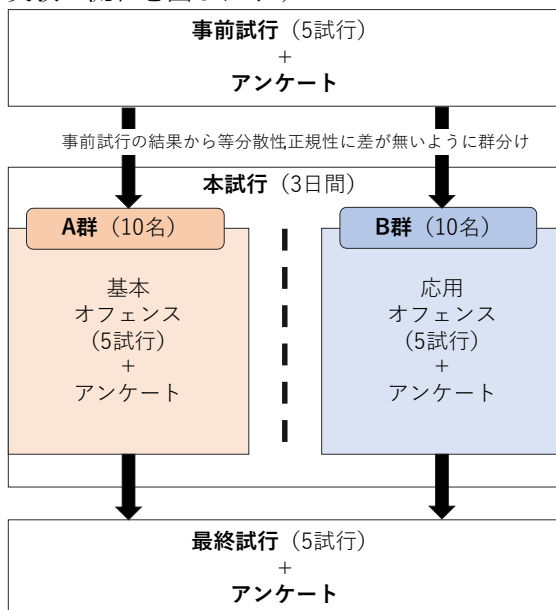 事前試行（5試行）
+
アンケート
事前試行の結果から等分散性,正規性に差が無いように群分け
本試行（3日間）
A群（10名）
B群（10名）
基本
オフェンス
(5試行)
+
アンケート
応用
オフェンス
(5試行)
+
アンケート
最終試行（5試行）
+
アンケート